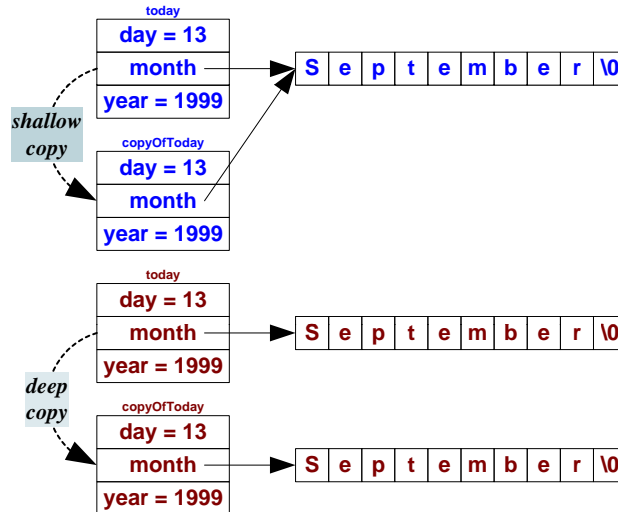 today
day = 13
month
S e p t e m b e r \0
year = 1999
shallow
copy
copyOfToday
day = 13
month
year = 1999
today
day = 13
month
S e p t e m b e r \0
year = 1999
deep
copy
copyOfToday
day = 13
month
S e p t e m b e r \0
year = 1999